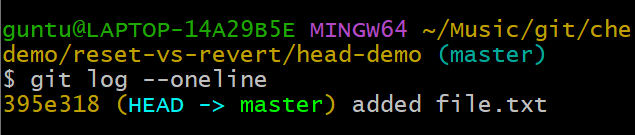 guntu@LAPTOP-14A29B5E MINGW64 ~/Music/git/che
demo/reset-vs-revert/head-demo (master)
$ git log --oneline
395e318 (HEAD -> master) added file.txt